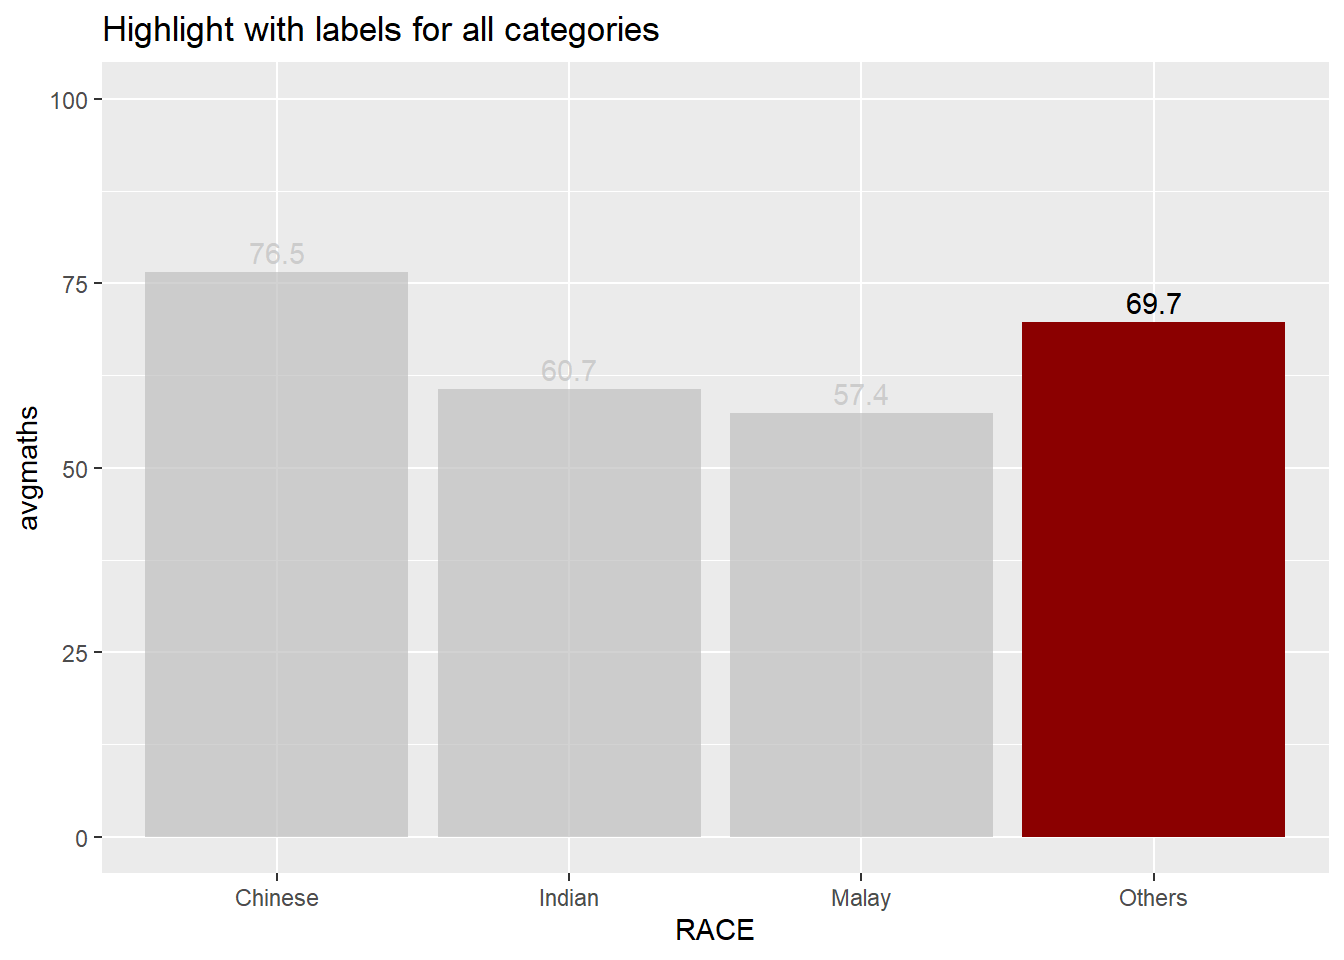 Highlight with labels for all categories
100
75
50
25
0
avgmaths
76.5
60.7
57.4
69.7
Chinese Indian Malay Others
RACE